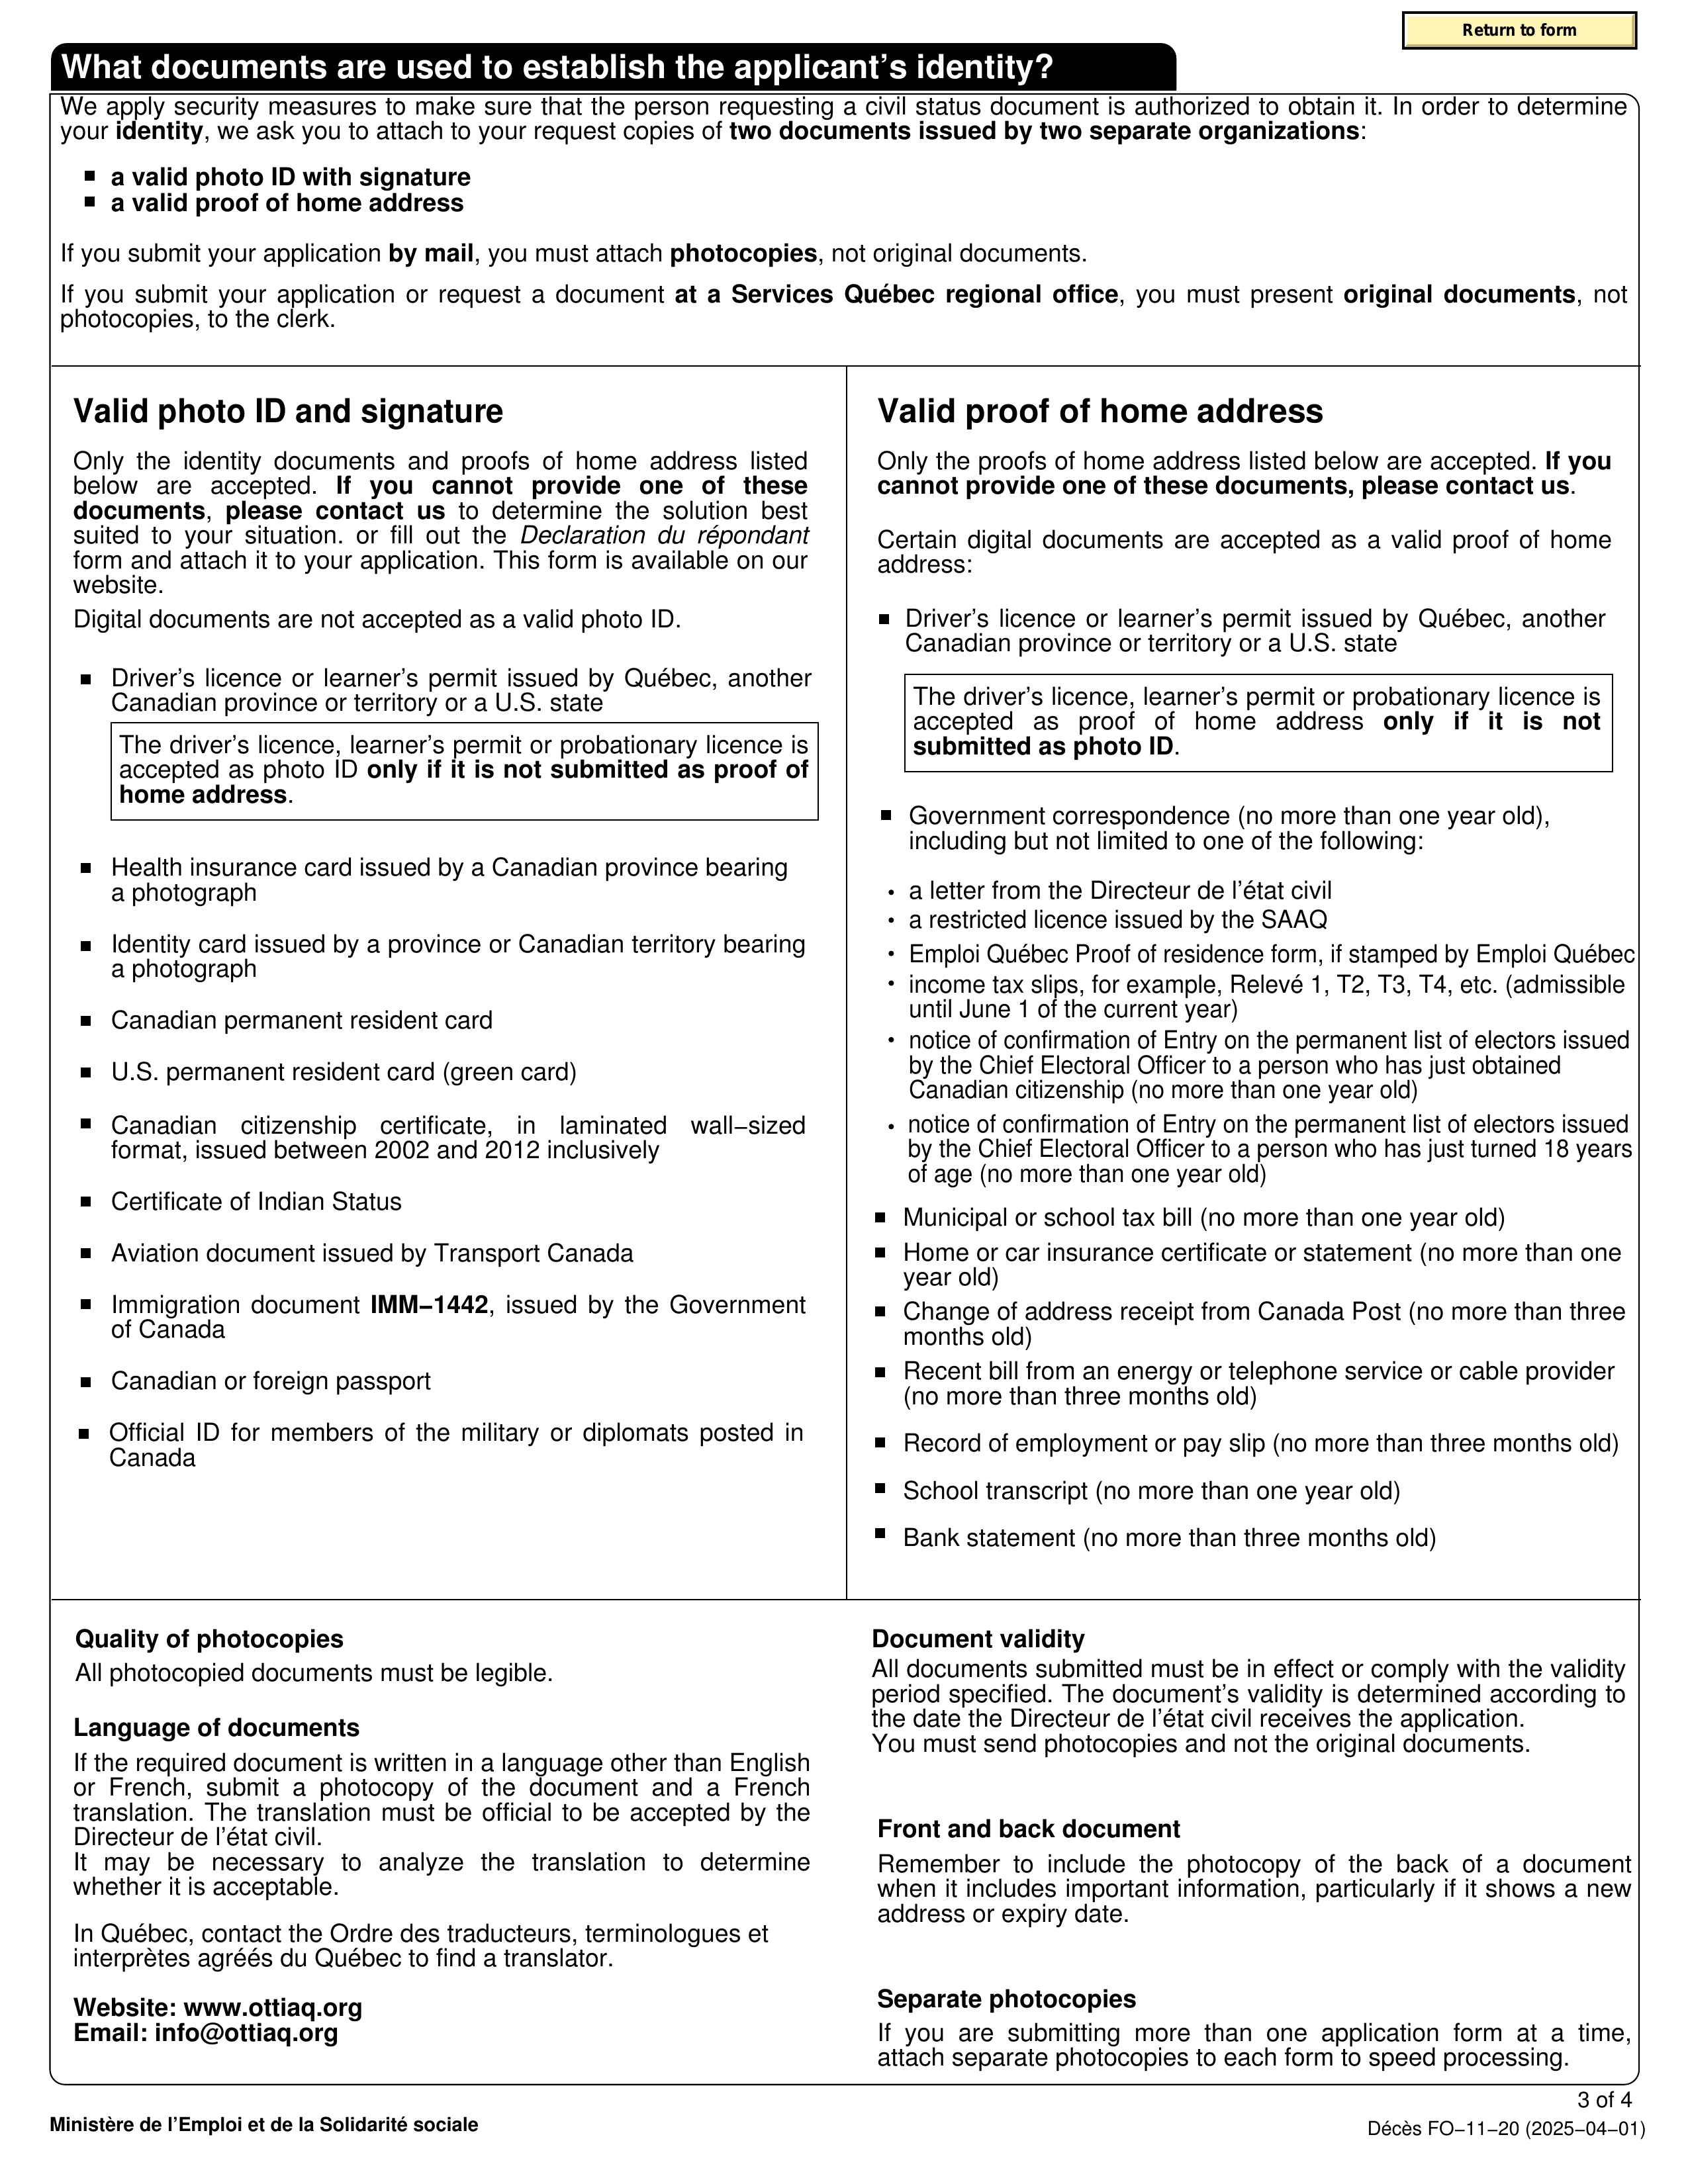 Return to form
What documents are used to establish the applicant's identity?
We apply security measures to make sure that the person requesting a civil status document is authorized to obtain it. In order to determine
your identity, we ask you to attach to your request copies of two documents issued by two separate organizations:
■ a valid photo ID with signature
■ a valid proof of home address
If you submit your application by mail, you must attach photocopies, not original documents.
If you submit your application or request a document at a Services Québec regional office, you must present original documents, not
photocopies, to the clerk.
Valid photo ID and signature
Only the identity documents and proofs of home address listed
below are accepted. If you cannot provide one of these
documents, please contact us to determine the solution best
suited to your situation. or fill out the Declaration du répondant
form and attach it to your application. This form is available on our
website.
Digital documents are not accepted as a valid photo ID.
■ Driver's licence or learner's permit issued by Québec, another
Canadian province or territory or a U.S. state
The driver's licence, learner's permit or probationary licence is
accepted as photo ID only if it is not submitted as proof of
home address.
■ Health insurance card issued by a Canadian province bearing
a photograph
■ Identity card issued by a province or Canadian territory bearing
a photograph
■ Canadian permanent resident card
■ U.S. permanent resident card (green card)
■ Canadian citizenship certificate, in laminated wall−sized
format, issued between 2002 and 2012 inclusively
■ Certificate of Indian Status
■ Aviation document issued by Transport Canada
■ Immigration document IMM−1442, issued by the Government
of Canada
■ Canadian or foreign passport
■ Official ID for members of the military or diplomats posted in
Canada
Valid proof of home address
Only the proofs of home address listed below are accepted. If you
cannot provide one of these documents, please contact us.
Certain digital documents are accepted as a valid proof of home
address:
■ Driver's licence or learner's permit issued by Québec, another
Canadian province or territory or a U.S. state
The driver's licence, learner's permit or probationary licence is
accepted as proof of home address only if it is not
submitted as photo ID.
■ Government correspondence (no more than one year old),
including but not limited to one of the following:
• a letter from the Directeur de l'état civil
• a restricted licence issued by the SAAQ
• Emploi Québec Proof of residence form, if stamped by Emploi Québec
• income tax slips, for example, Relevé 1, T2, T3, T4, etc. (admissible
until June 1 of the current year)
• notice of confirmation of Entry on the permanent list of electors issued
by the Chief Electoral Officer to a person who has just obtained
Canadian citizenship (no more than one year old)
• notice of confirmation of Entry on the permanent list of electors issued
by the Chief Electoral Officer to a person who has just turned 18 years
of age (no more than one year old)
■ Municipal or school tax bill (no more than one year old)
■ Home or car insurance certificate or statement (no more than one
year old)
■ Change of address receipt from Canada Post (no more than three
months old)
■ Recent bill from an energy or telephone service or cable provider
(no more than three months old)
■ Record of employment or pay slip (no more than three months old)
■ School transcript (no more than one year old)
■ Bank statement (no more than three months old)
Quality of photocopies
All photocopied documents must be legible.
Language of documents
If the required document is written in a language other than English
or French, submit a photocopy of the document and a French
translation. The translation must be official to be accepted by the
Directeur de l'état civil.
It may be necessary to analyze the translation to determine
whether it is acceptable.
In Québec, contact the Ordre des traducteurs, terminologues et
interprètes agréés du Québec to find a translator.
Website: www.ottiaq.org
Email: info@ottiaq.org
Document validity
All documents submitted must be in effect or comply with the validity
period specified. The document's validity is determined according to
the date the Directeur de l'état civil receives the application.
You must send photocopies and not the original documents.
Front and back document
Remember to include the photocopy of the back of a document
when it includes important information, particularly if it shows a new
address or expiry date.
Separate photocopies
If you are submitting more than one application form at a time,
attach separate photocopies to each form to speed processing.
3 of 4
Ministère de l'Emploi et de la Solidarité sociale
Décès FO−11−20 (2025−04−01)